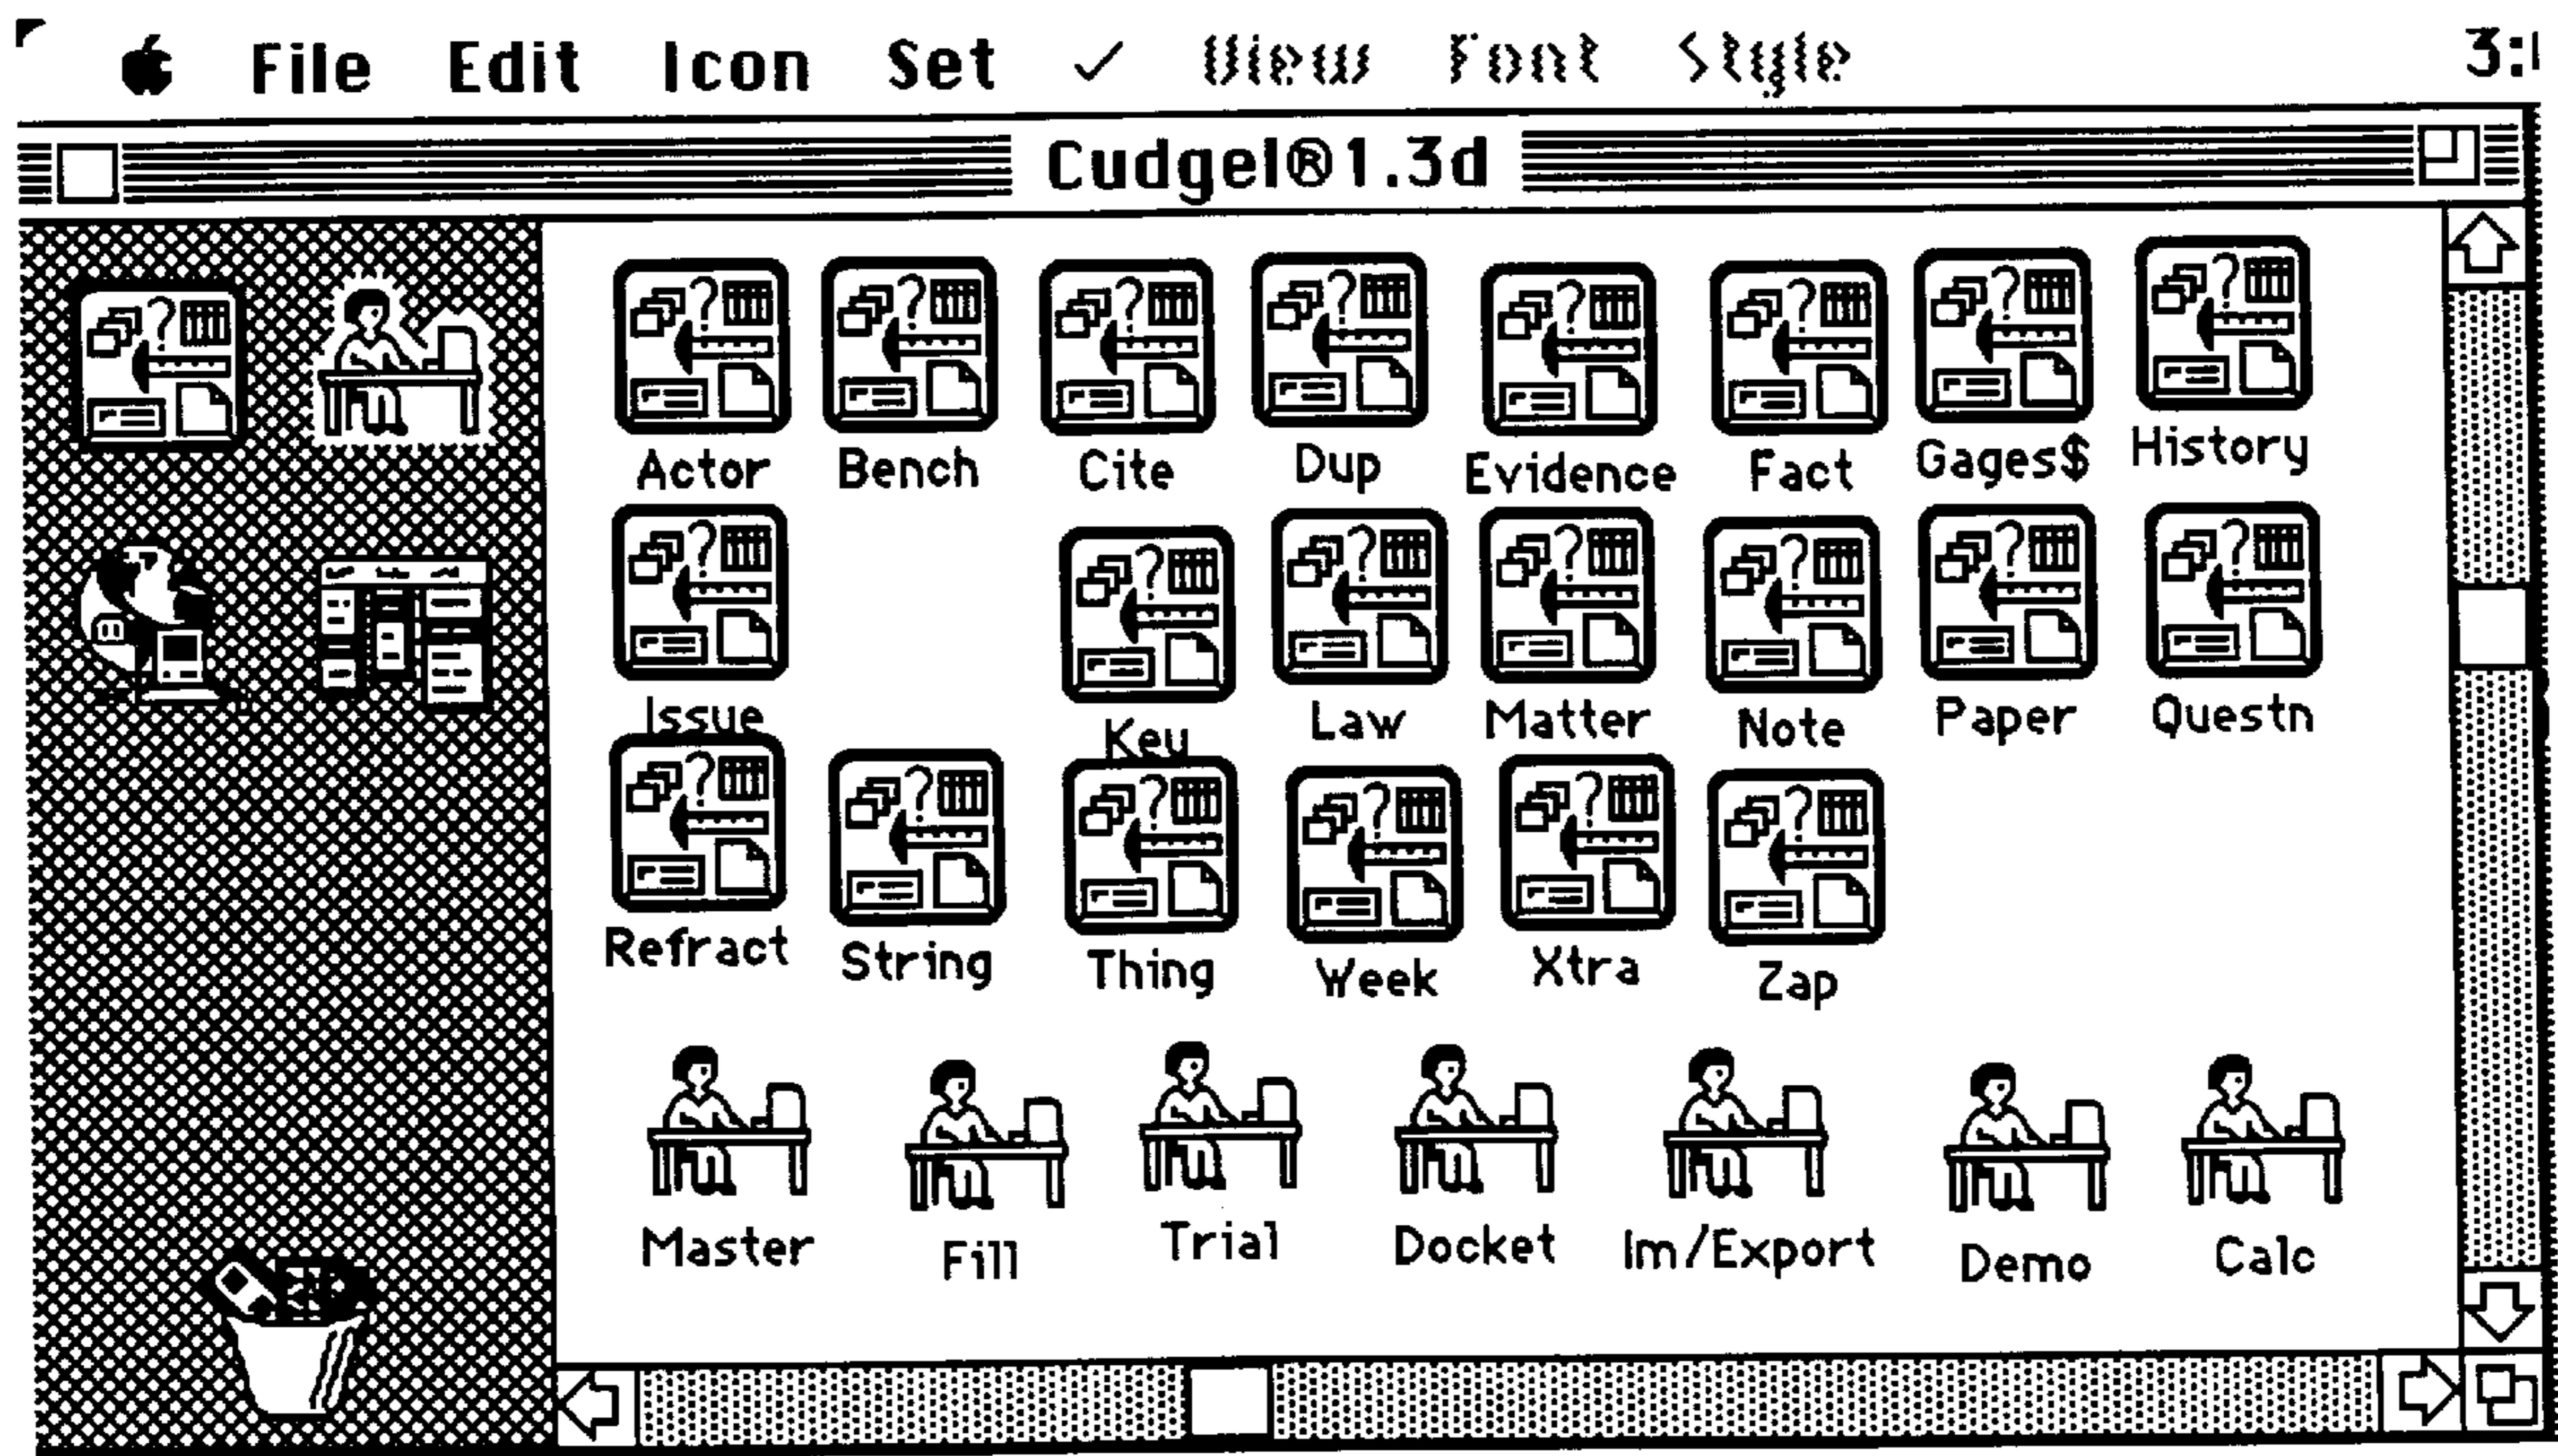 File Edit Icon Set ✓ View Font Style 3:
Cudgel®1.3d
Actor Bench Cite Dup Evidence Fact Gages$ History
Issue Key Law Matter Note Paper Questn
Refract String Thing Week Xtra Zap
Master Fill Trial Docket Im/Export Demo Calc